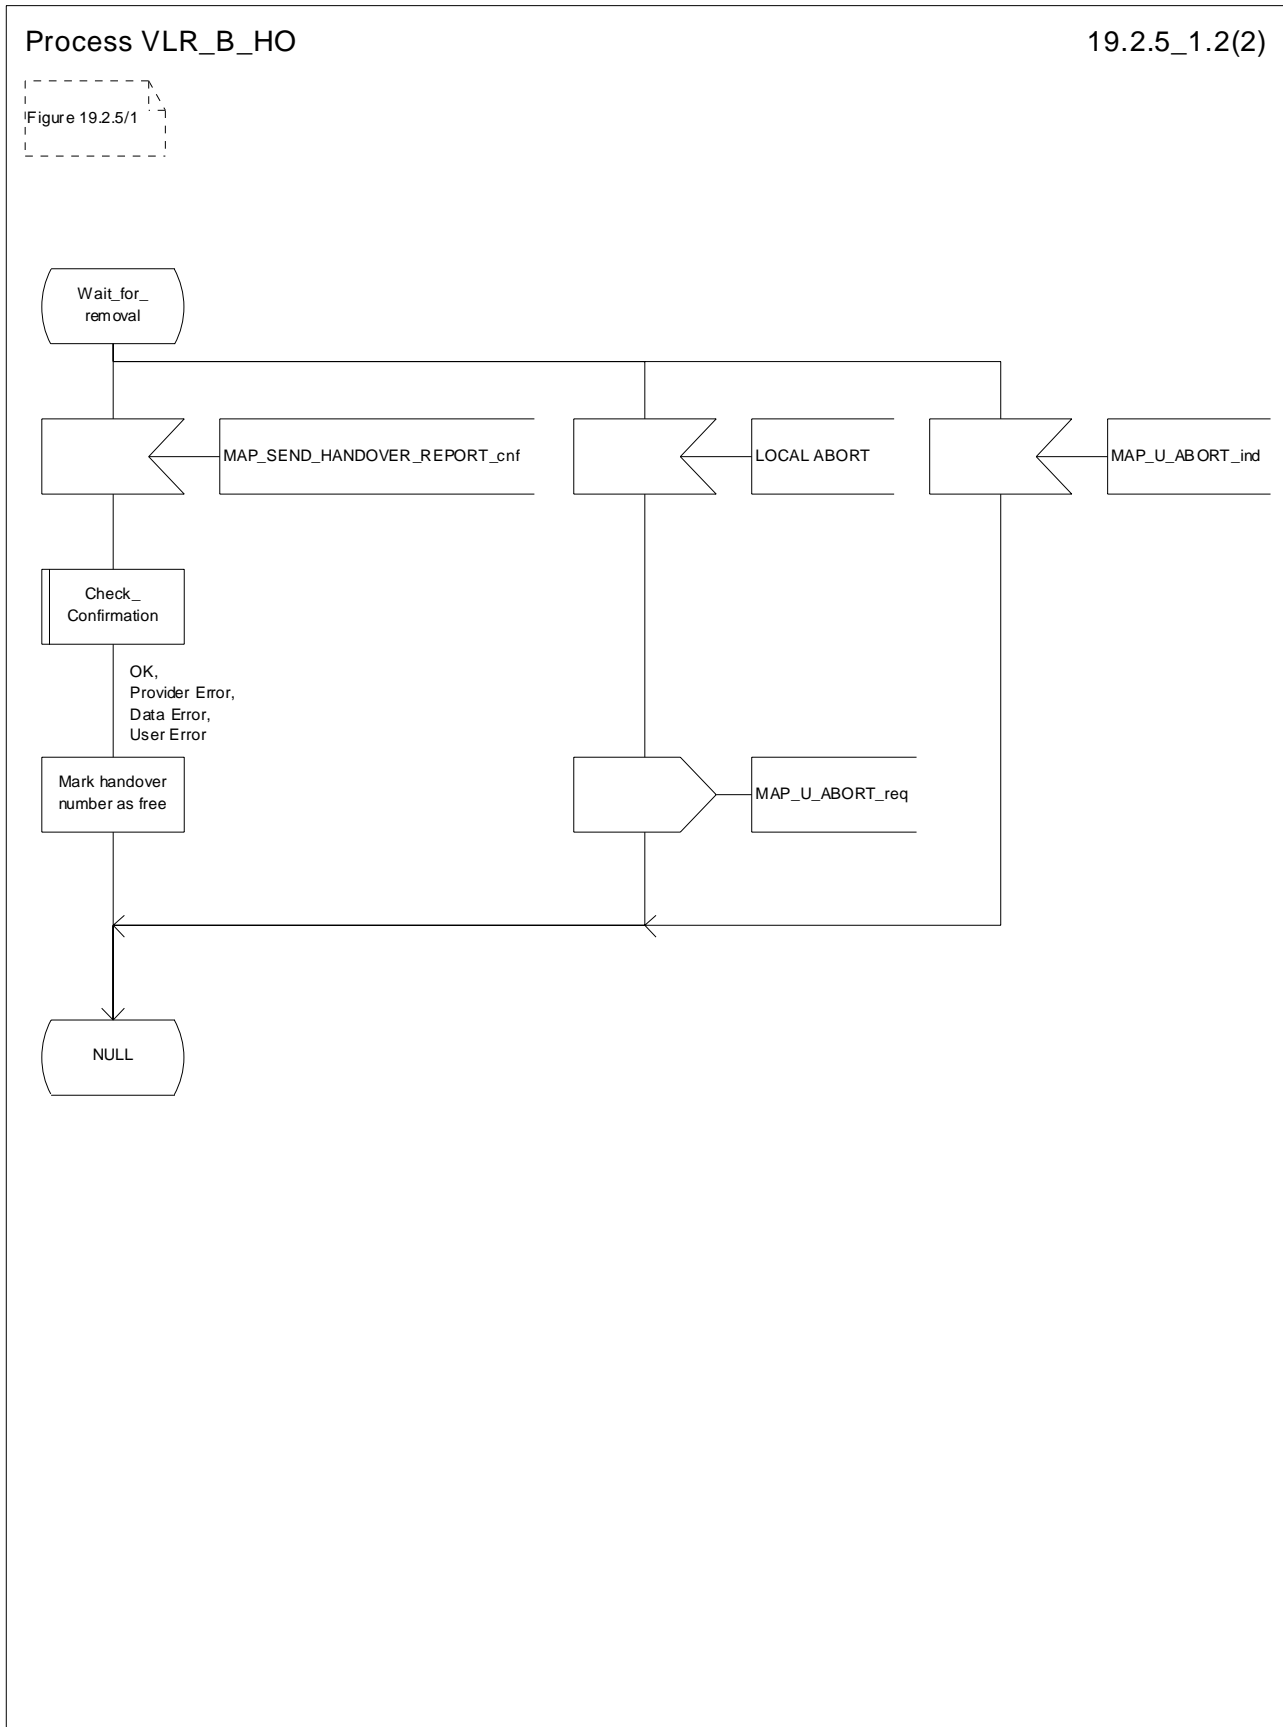 Process VLR_B_HO
19.2.5_1.2(2)
Figure 19.2.5/1
Wait_for_
removal
MAP_SEND_HANDOVER_REPORT_cnf
LOCAL ABORT
MAP_U_ABORT_ind
Check_
Confirmation
OK,
Provider Error,
Data Error,
User Error
Mark handover
number as free
MAP_U_ABORT_req
NULL